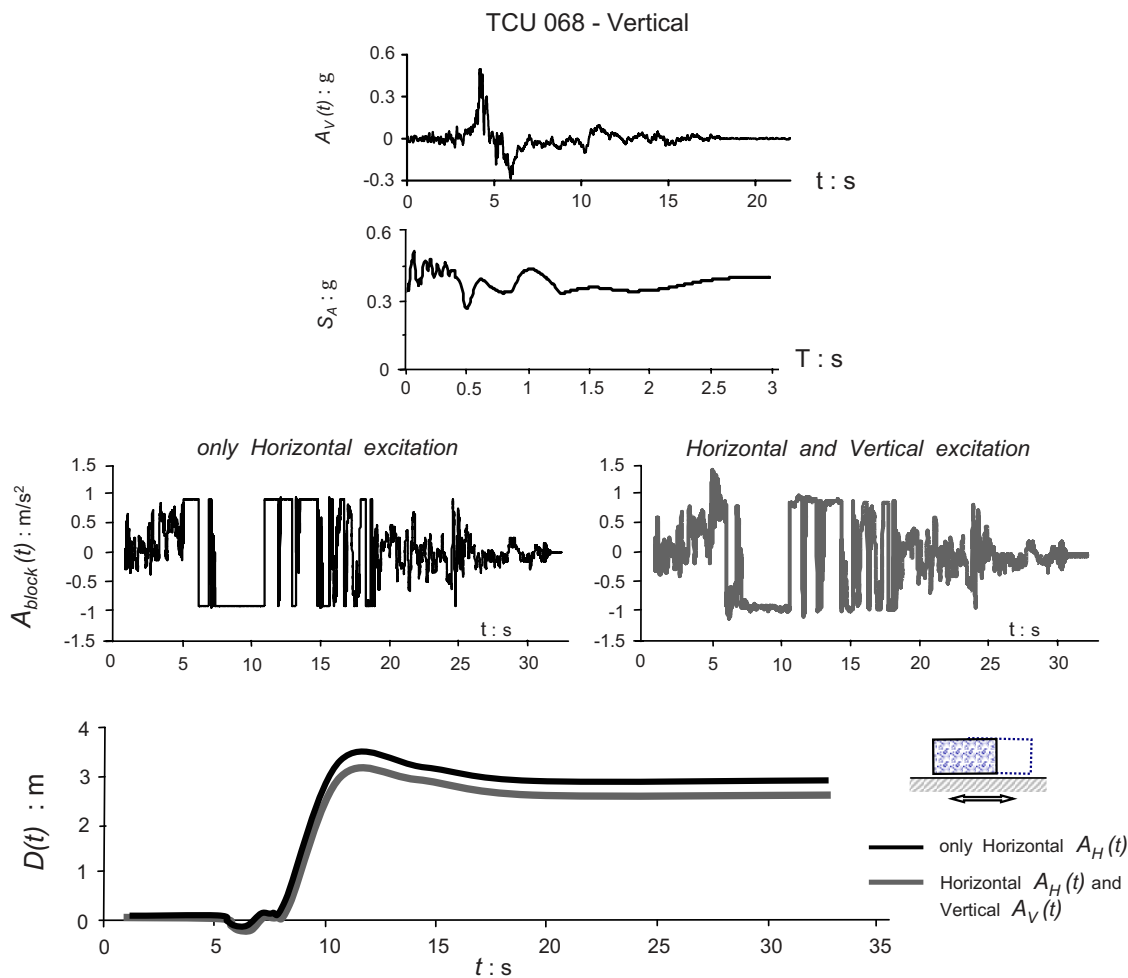 TCU 068 - Vertical
0.6
0.3
0
-0.3
A_V(t) : g
0 5 10 15 20
t : s
0.6
0.3
0
S_A : g
0 0.5 1 1.5 2 2.5 3
T : s
only Horizontal excitation
1.5
1
0.5
0
-0.5
-1
-1.5
A_block(t) : m/s²
t : s
0 5 10 15 20 25 30
Horizontal and Vertical excitation
1.5
1
0.5
0
-0.5
-1
-1.5
t : s
0 5 10 15 20 25 30
4
3
2
1
0
D(t) : m
0 5 10 15 20 25 30 35
t : s
only Horizontal A_H(t)
Horizontal A_H(t) and
Vertical A_V(t)